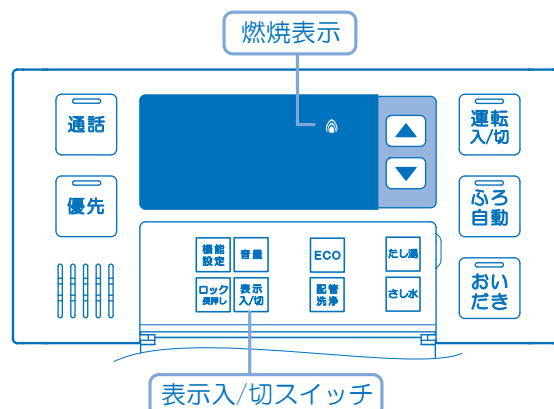 燃焼表示
通話
優先
運転
入/切
ふろ
自動
おい
だき
機能
設定
音量
ECO
たし湯
ロック
長押し
表示
入/切
配管
洗浄
さし水
表示入/切スイッチ